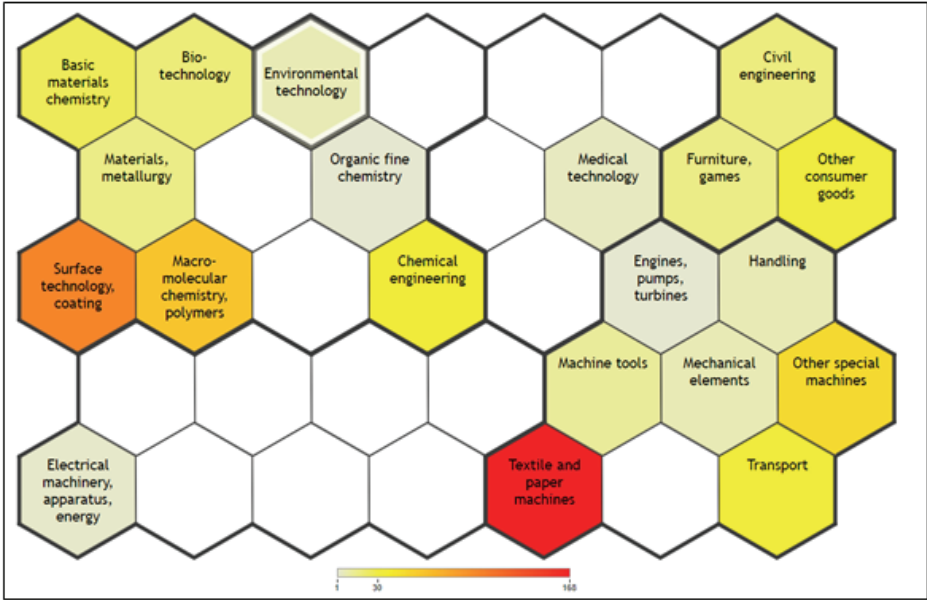 Basic
materials
chemistry
Bio-
technology
Environmental
technology
Civil
engineering
Materials,
metallurgy
Organic fine
chemistry
Medical
technology
Furniture,
games
Other
consumer
goods
Surface
technology,
coating
Macro-
molecular
chemistry,
polymers
Chemical
engineering
Engines,
pumps,
turbines
Handling
Machine tools
Mechanical
elements
Other special
machines
Electrical
machinery,
apparatus,
energy
Textile and
paper
machines
Transport
1 30 160